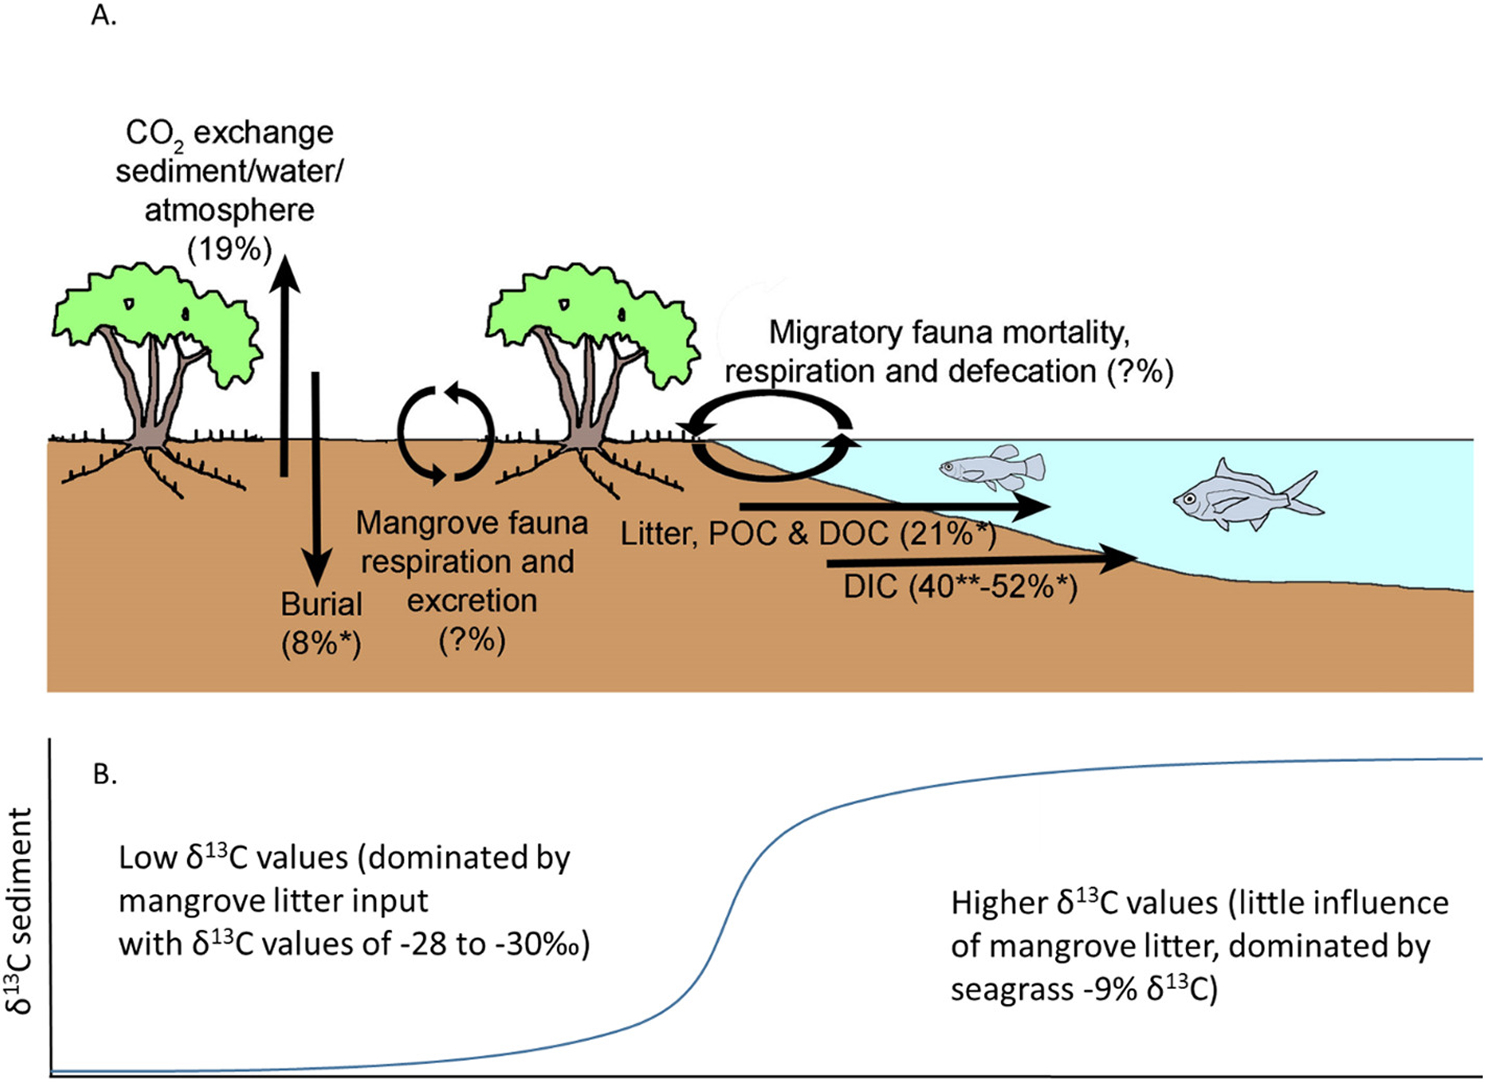 A.
CO₂ exchange
sediment/water/
atmosphere
(19%)
Migratory fauna mortality,
respiration and defecation (?%)
Mangrove fauna
respiration and
excretion
(?%)
Burial
(8%*)
Litter, POC & DOC (21%*)
DIC (40**-52%*)
B.
δ¹³C sediment
Low δ¹³C values (dominated by
mangrove litter input
with δ¹³C values of -28 to -30‰)
Higher δ¹³C values (little influence
of mangrove litter, dominated by
seagrass -9% δ¹³C)